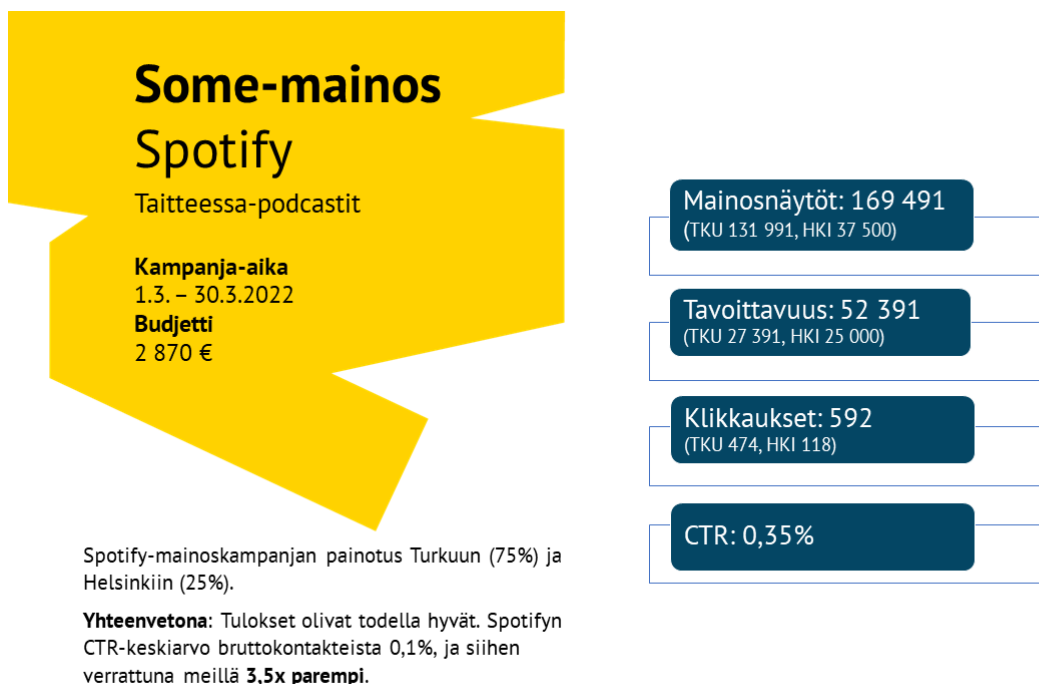 Some-mainos
Spotify
Taitteessa-podcastit
Kampanja-aika
1.3. – 30.3.2022
Budjetti
2 870 €
Spotify-mainoskampanjan painotus Turkuun (75%) ja
Helsinkiin (25%).
Yhteenvetona: Tulokset olivat todella hyvät. Spotifyn
CTR-keskiarvo bruttokontakteista 0,1%, ja siihen
verrattuna meillä 3,5x parempi.
Mainosnäytöt: 169 491
(TKU 131 991, HKI 37 500)
Tavoittavuus: 52 391
(TKU 27 391, HKI 25 000)
Klikkaukset: 592
(TKU 474, HKI 118)
CTR: 0,35%